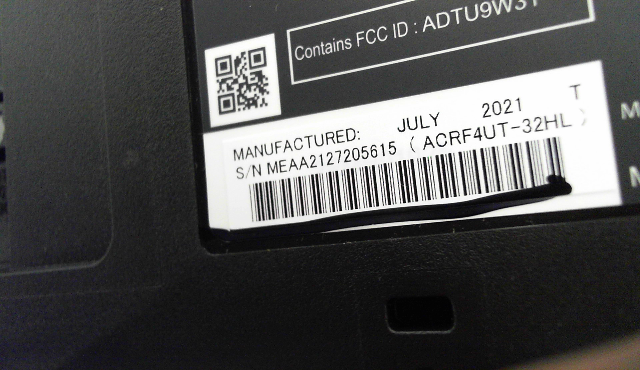 Contains FCC ID : ADTU9W31
MANUFACTURED: JULY 2021 T
S/N MEAA2127205615 ( ACRF4UT-32HL )